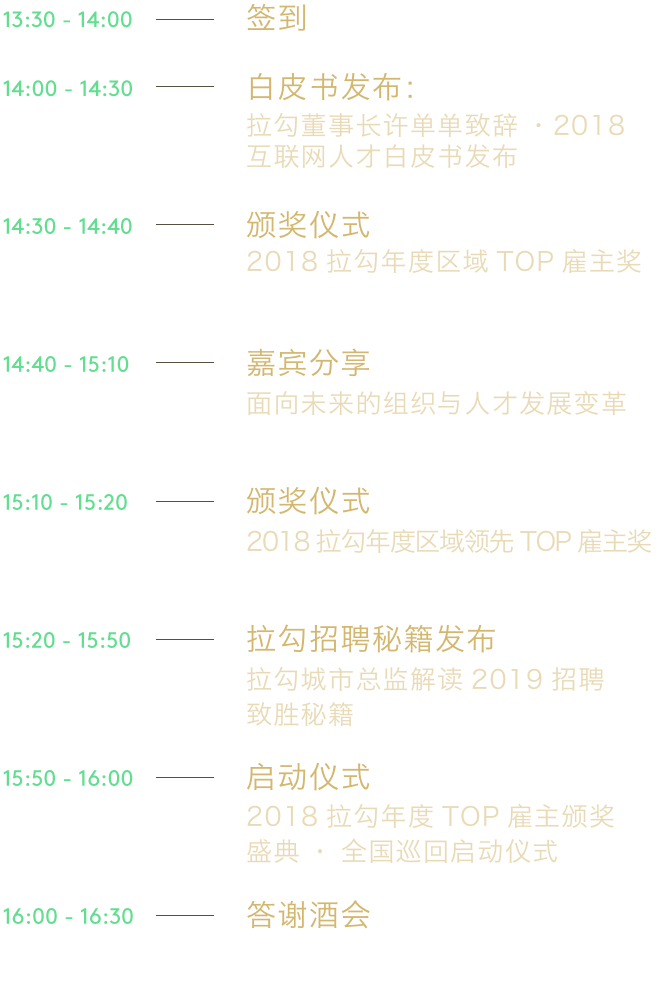 13:30 - 14:00 签到
14:00 - 14:30 白皮书发布：
拉勾董事长许单单致辞 · 2018
互联网人才白皮书发布
14:30 - 14:40 颁奖仪式
2018 拉勾年度区域 TOP 雇主奖
14:40 - 15:10 嘉宾分享
面向未来的组织与人才发展变革
15:10 - 15:20 颁奖仪式
2018 拉勾年度区域领先 TOP 雇主奖
15:20 - 15:50 拉勾招聘秘籍发布
拉勾城市总监解读 2019 招聘
致胜秘籍
15:50 - 16:00 启动仪式
2018 拉勾年度 TOP 雇主颁奖
盛典 · 全国巡回启动仪式
16:00 - 16:30 答谢酒会